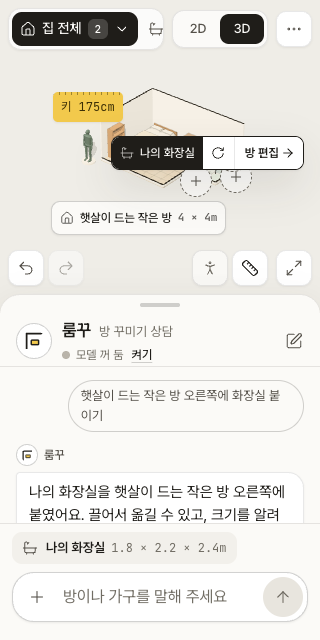 집 전체 2
2D 3D
키 175cm
나의 화장실 방 편집
햇살이 드는 작은 방 4 × 4m
룸꾸 방 꾸미기 상담
모델 꺼 둠 켜기
햇살이 드는 작은 방 오른쪽에 화장실 붙
이기
룸꾸
나의 화장실을 햇살이 드는 작은 방 오른쪽에
붙였어요. 끌어서 옮길 수 있고, 크기를 알려
나의 화장실 1.8 × 2.2 × 2.4m
방이나 가구를 말해 주세요